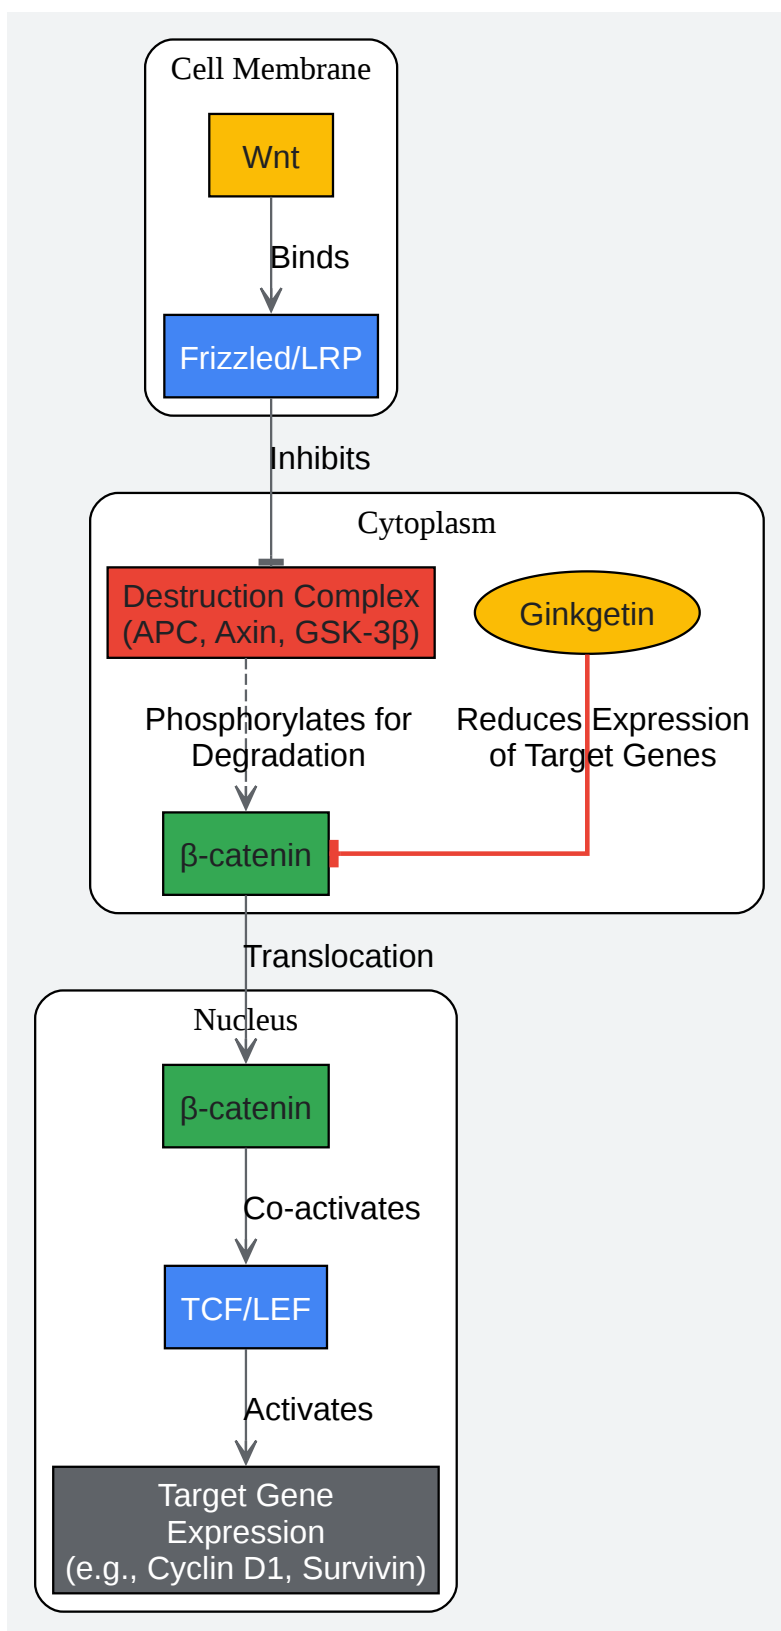 Cell Membrane
Wnt
Binds
Frizzled/LRP
Inhibits
Cytoplasm
Destruction Complex
(APC, Axin, GSK-3β)
Ginkgetin
Phosphorylates for
Degradation
Reduces Expression
of Target Genes
β-catenin
Translocation
Nucleus
β-catenin
Co-activates
TCF/LEF
Activates
Target Gene
Expression
(e.g., Cyclin D1, Survivin)